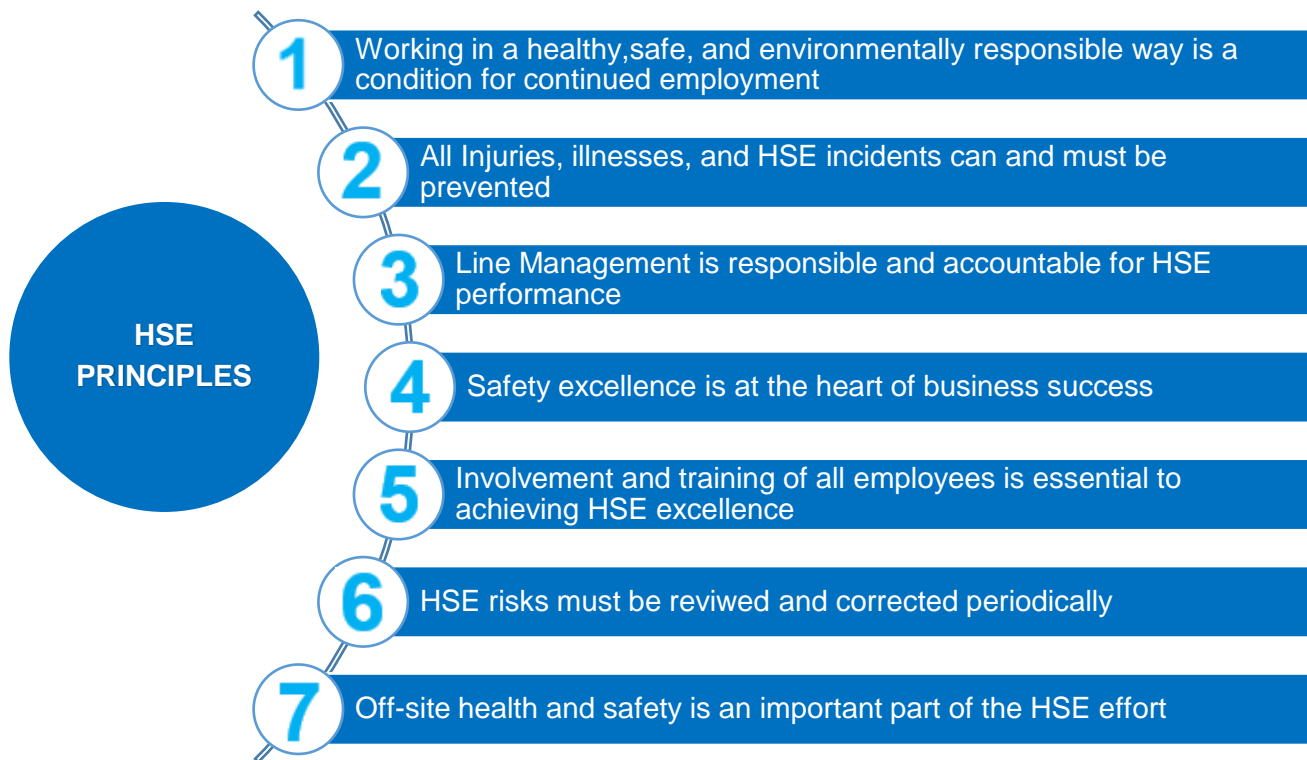 HSE
PRINCIPLES
1
Working in a healthy,safe, and environmentally responsible way is a
condition for continued employment
2
All Injuries, illnesses, and HSE incidents can and must be
prevented
3
Line Management is responsible and accountable for HSE
performance
4
Safety excellence is at the heart of business success
5
Involvement and training of all employees is essential to
achieving HSE excellence
6
HSE risks must be reviwed and corrected periodically
7
Off-site health and safety is an important part of the HSE effort